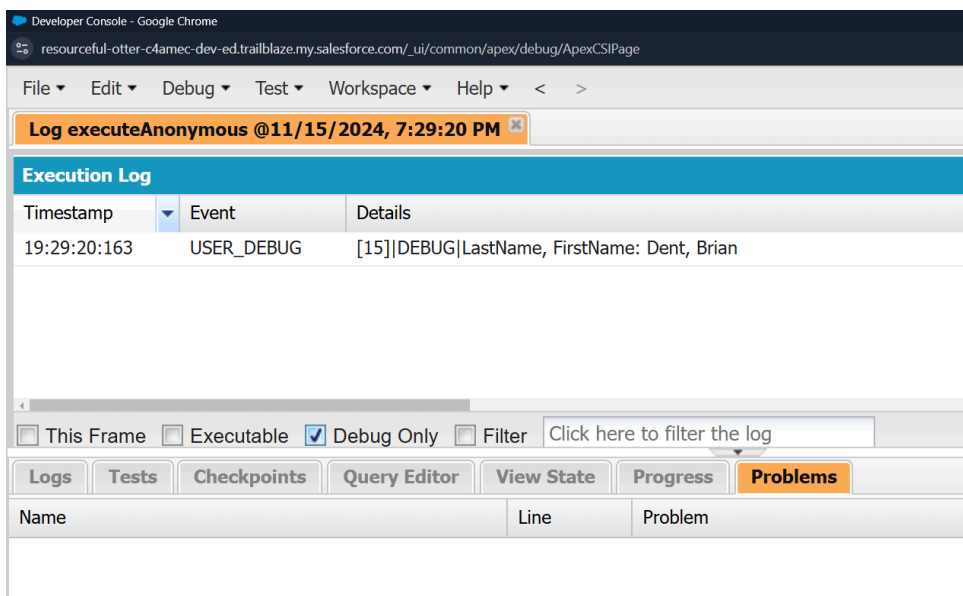 Developer Console - Google Chrome
resourceful-otter-c4amec-dev-ed.trailblaze.my.salesforce.com/_ui/common/apex/debug/ApexCSIPage
File Edit Debug Test Workspace Help < >
Log executeAnonymous @11/15/2024, 7:29:20 PM
Execution Log
Timestamp Event Details
19:29:20:163 USER_DEBUG [15]|DEBUG|LastName, FirstName: Dent, Brian
This Frame Executable Debug Only Filter Click here to filter the log
Logs Tests Checkpoints Query Editor View State Progress Problems
Name Line Problem